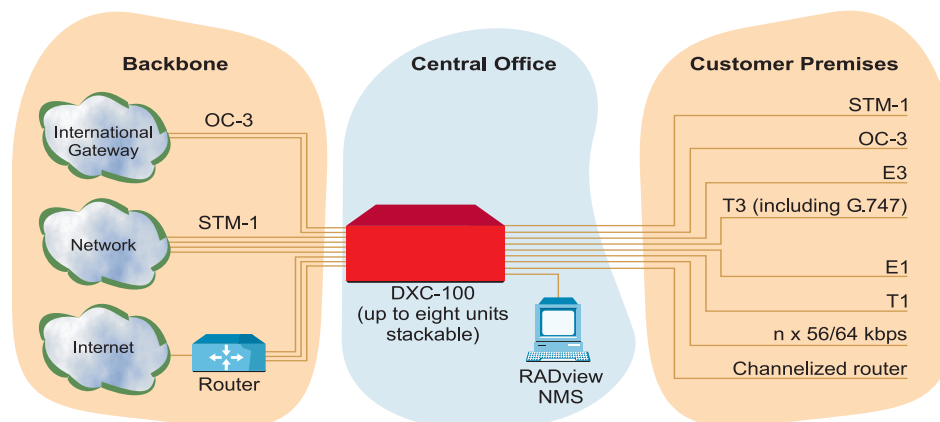 Backbone
International
Gateway
OC-3
Network
STM-1
Internet
Router
Central Office
DXC-100
(up to eight units
stackable)
RADview
NMS
Customer Premises
STM-1
OC-3
E3
T3 (including G.747)
E1
T1
n x 56/64 kbps
Channelized router